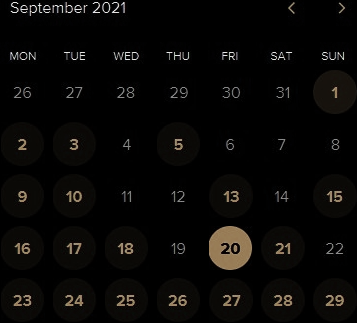 September 2021
MON TUE WED THU FRI SAT SUN
26 27 28 29 30 31 1
2 3 4 5 6 7 8
9 10 11 12 13 14 15
16 17 18 19 20 21 22
23 24 25 26 27 28 29